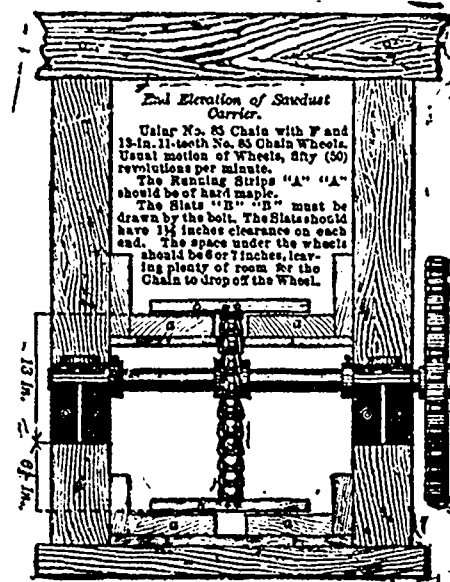 End Elevation of Sawdust
Carrier.
Using No. 85 Chain with F and
13-in. 11-tooth No. 85 Chain Wheels.
Usual motion of Wheels, fifty (50)
revolutions per minute.
The Running Strips "A" "A"
should be of hard maple.
The Slats "B" "B" must be
drawn by the bolt. The Slats should
have 1½ inches clearance on each
end. The space under the wheels
should be 6 or 7 inches, leav-
ing plenty of room for the
Chain to drop off the Wheel.
a a
13 In.
6½ In.
a a